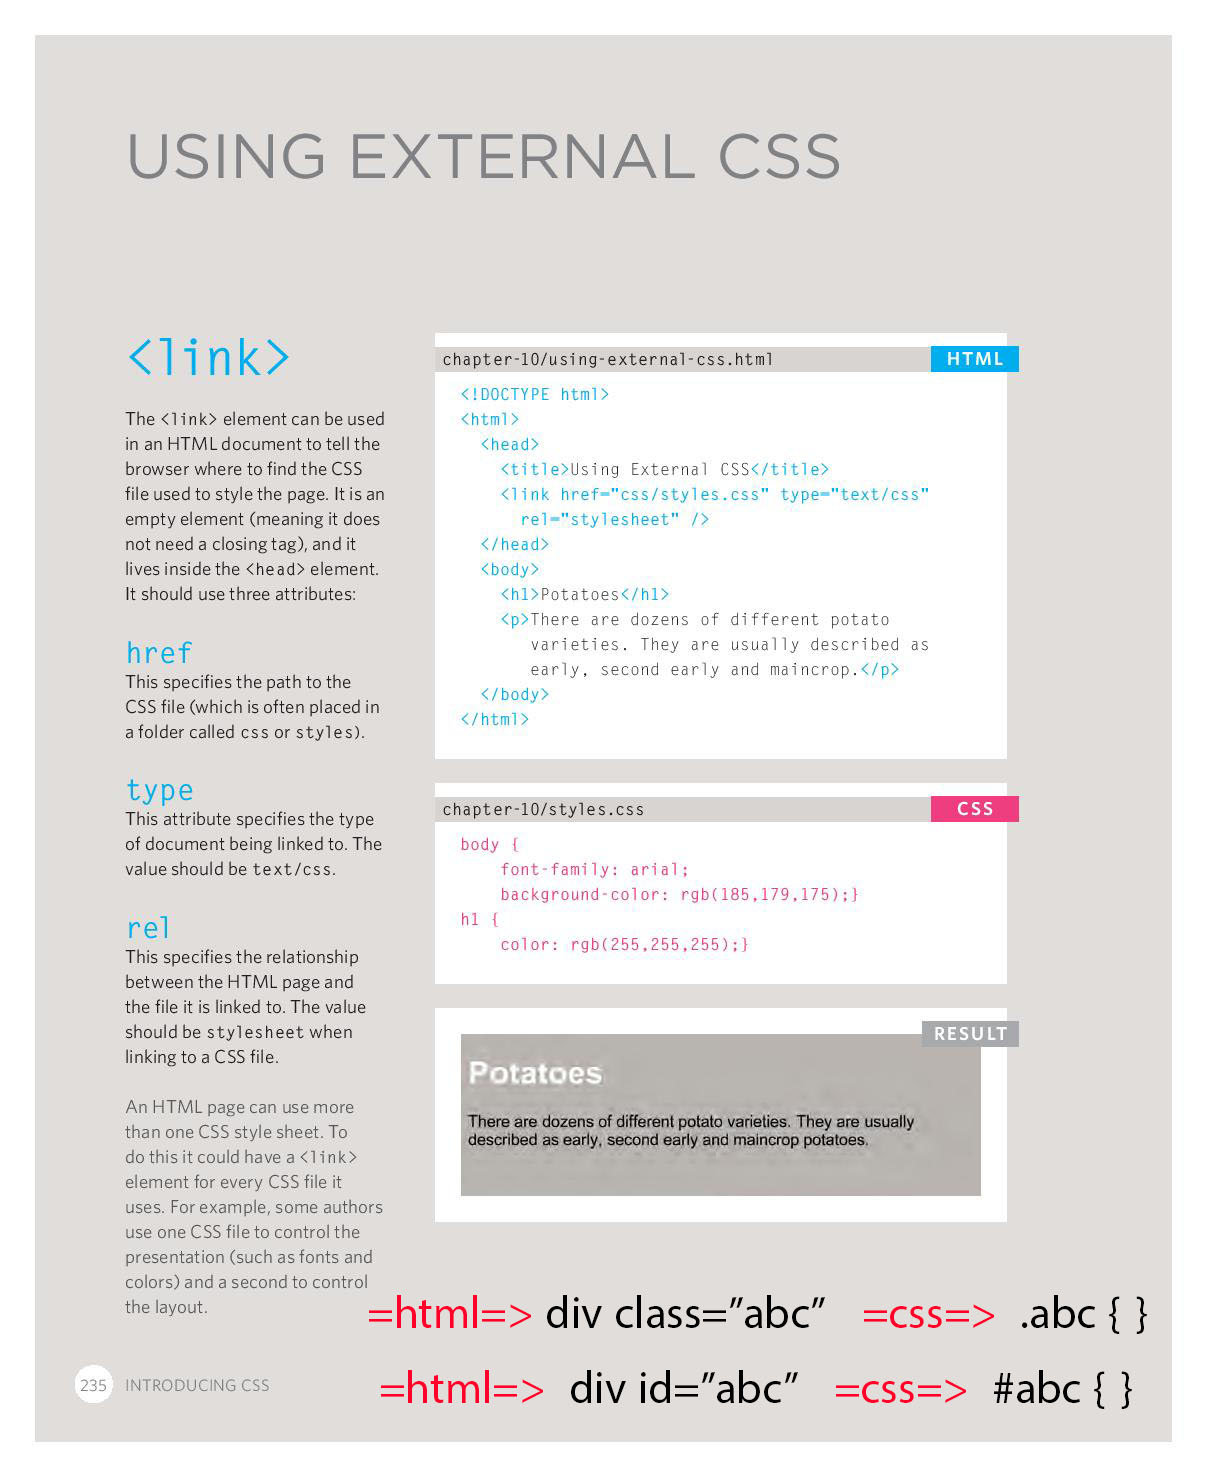 USING EXTERNAL CSS
<link>
The <link> element can be used
in an HTML document to tell the
browser where to find the CSS
file used to style the page. It is an
empty element (meaning it does
not need a closing tag), and it
lives inside the <head> element.
It should use three attributes:
href
This specifies the path to the
CSS file (which is often placed in
a folder called css or styles).
type
This attribute specifies the type
of document being linked to. The
value should be text/css.
rel
This specifies the relationship
between the HTML page and
the file it is linked to. The value
should be stylesheet when
linking to a CSS file.
An HTML page can use more
than one CSS style sheet. To
do this it could have a <link>
element for every CSS file it
uses. For example, some authors
use one CSS file to control the
presentation (such as fonts and
colors) and a second to control
the layout.
chapter-10/using-external-css.html HTML
<!DOCTYPE html>
<html>
  <head>
    <title>Using External CSS</title>
    <link href="css/styles.css" type="text/css"
      rel="stylesheet" />
  </head>
  <body>
    <h1>Potatoes</h1>
    <p>There are dozens of different potato
       varieties. They are usually described as
       early, second early and maincrop.</p>
  </body>
</html>
chapter-10/styles.css CSS
body {
    font-family: arial;
    background-color: rgb(185,179,175);}
h1 {
    color: rgb(255,255,255);}
RESULT
Potatoes
There are dozens of different potato varieties. They are usually
described as early, second early and maincrop potatoes.
=html=> div class=”abc” =css=> .abc { }
=html=> div id=”abc” =css=> #abc { }
235 INTRODUCING CSS